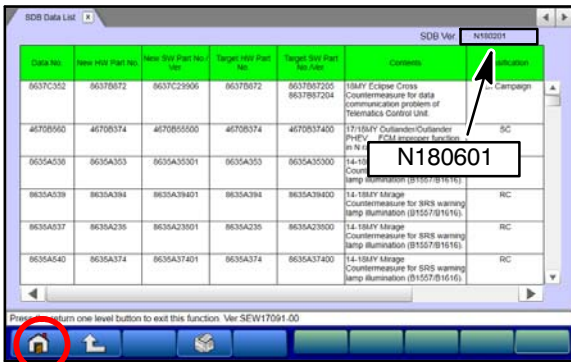 SDB Data List
SDB Ver. N180201
Data No. New HW Part No. New SW Part No./Ver Target HW Part No. Target SW Part No./Ver Contents
8637C352 8637B872 8637C29906 8637B872 8637B87205 8637B87204 18MY Eclipse Cross Campaign
Countermeasure for data
communication problem of
Telematics Control Unit.
4670B560 4670B374 4670B55500 4670B374 4670B37400 17/18MY Outlander/Outlander SC
PHEV ECM improper function
in N
N180601
8635A538 8635A353 8635A35301 8635A353 8635A35300
lamp illumination (B1557/B1616).
8635A539 8635A394 8635A39401 8635A394 8635A39400 14-18MY Mirage RC
Countermeasure for SRS warning
lamp illumination (B1557/B1616).
8635A537 8635A235 8635A23501 8635A235 8635A23500 14-18MY Mirage RC
Countermeasure for SRS warning
lamp illumination (B1557/B1616).
8635A540 8635A374 8635A37401 8635A374 8635A37400 14-18MY Mirage RC
Countermeasure for SRS warning
lamp illumination (B1557/B1616).
Press return one level button to exit this function Ver.SEW17091-00